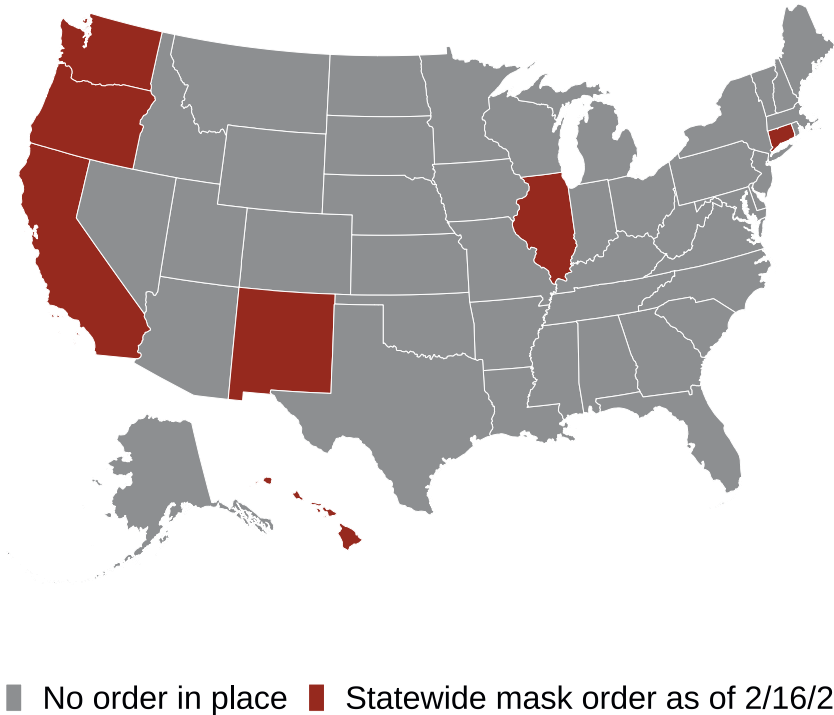 No order in place
Statewide mask order as of 2/16/2